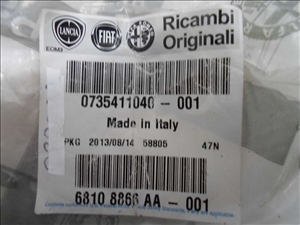 LANCIA
FIAT
Ricambi
Originali
0735411040 - 001
Made in Italy
PKG 2013/08/14 58805 47N
6810 8866 AA - 001